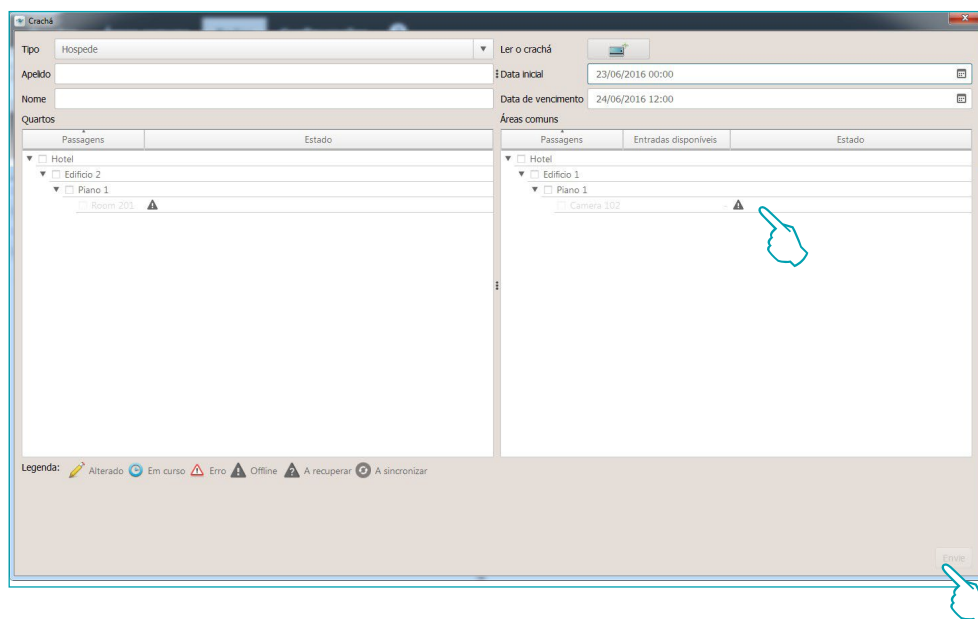 Crachá
Tipo Hospede
Ler o crachá
Apelido
Data inicial 23/06/2016 00:00
Nome
Data de vencimento 24/06/2016 12:00
Quartos
Áreas comuns
Passagens Estado
Passagens Entradas disponíveis Estado
Hotel
Edificio 2
Piano 1
Room 201
Hotel
Edificio 1
Piano 1
Camera 102 -
Legenda: Alterado Em curso Erro Offline A recuperar A sincronizar
Envie